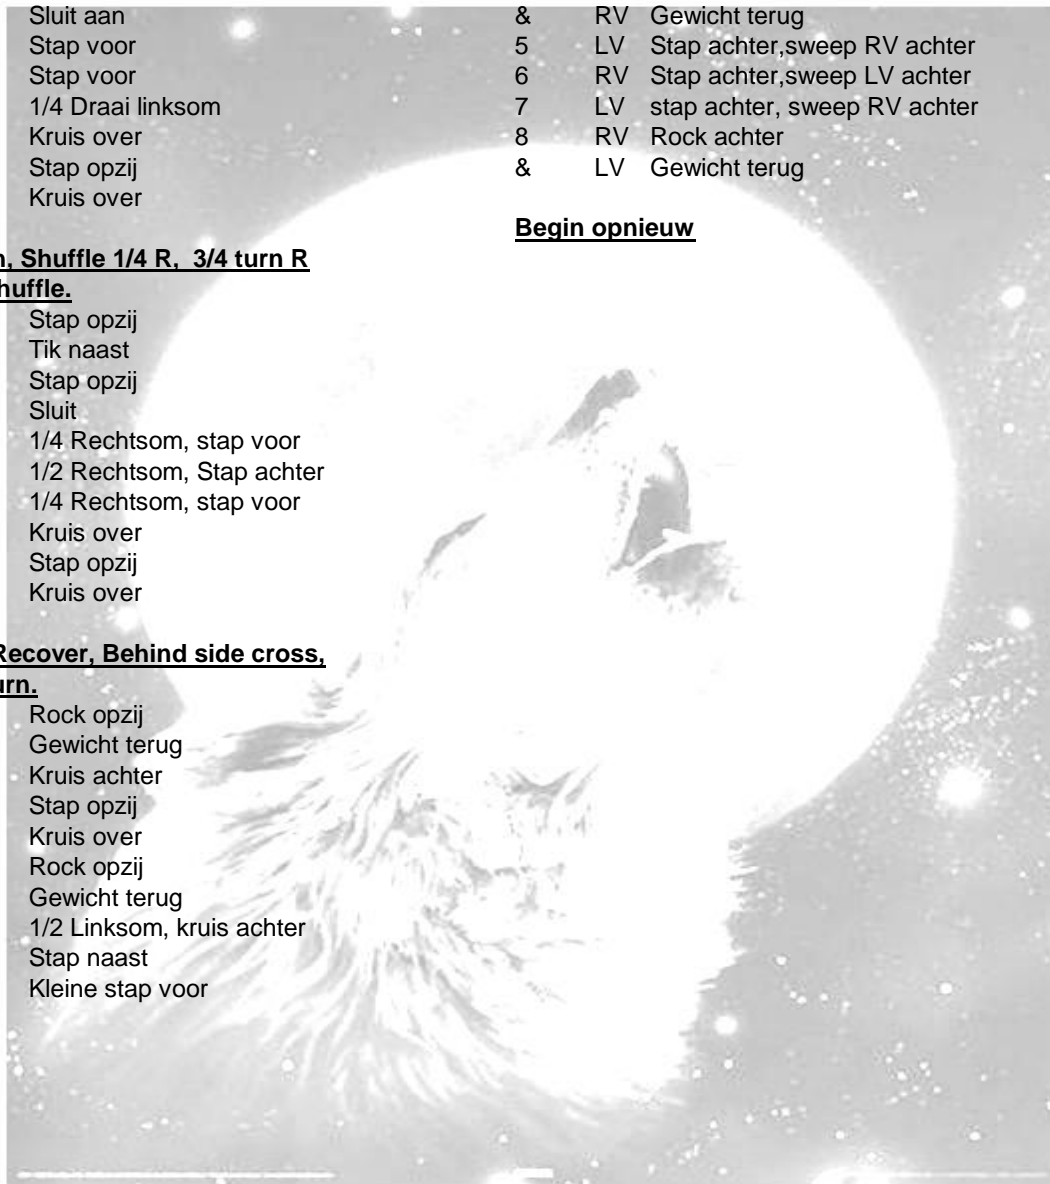 Sluit aan
Stap voor
Stap voor
1/4 Draai linksom
Kruis over
Stap opzij
Kruis over
, Shuffle 1/4 R, 3/4 turn R
huffle.
Stap opzij
Tik naast
Stap opzij
Sluit
1/4 Rechtsom, stap voor
1/2 Rechtsom, Stap achter
1/4 Rechtsom, stap voor
Kruis over
Stap opzij
Kruis over
Recover, Behind side cross,
urn.
Rock opzij
Gewicht terug
Kruis achter
Stap opzij
Kruis over
Rock opzij
Gewicht terug
1/2 Linksom, kruis achter
Stap naast
Kleine stap voor
& RV Gewicht terug
5 LV Stap achter,sweep RV achter
6 RV Stap achter,sweep LV achter
7 LV stap achter, sweep RV achter
8 RV Rock achter
& LV Gewicht terug
Begin opnieuw